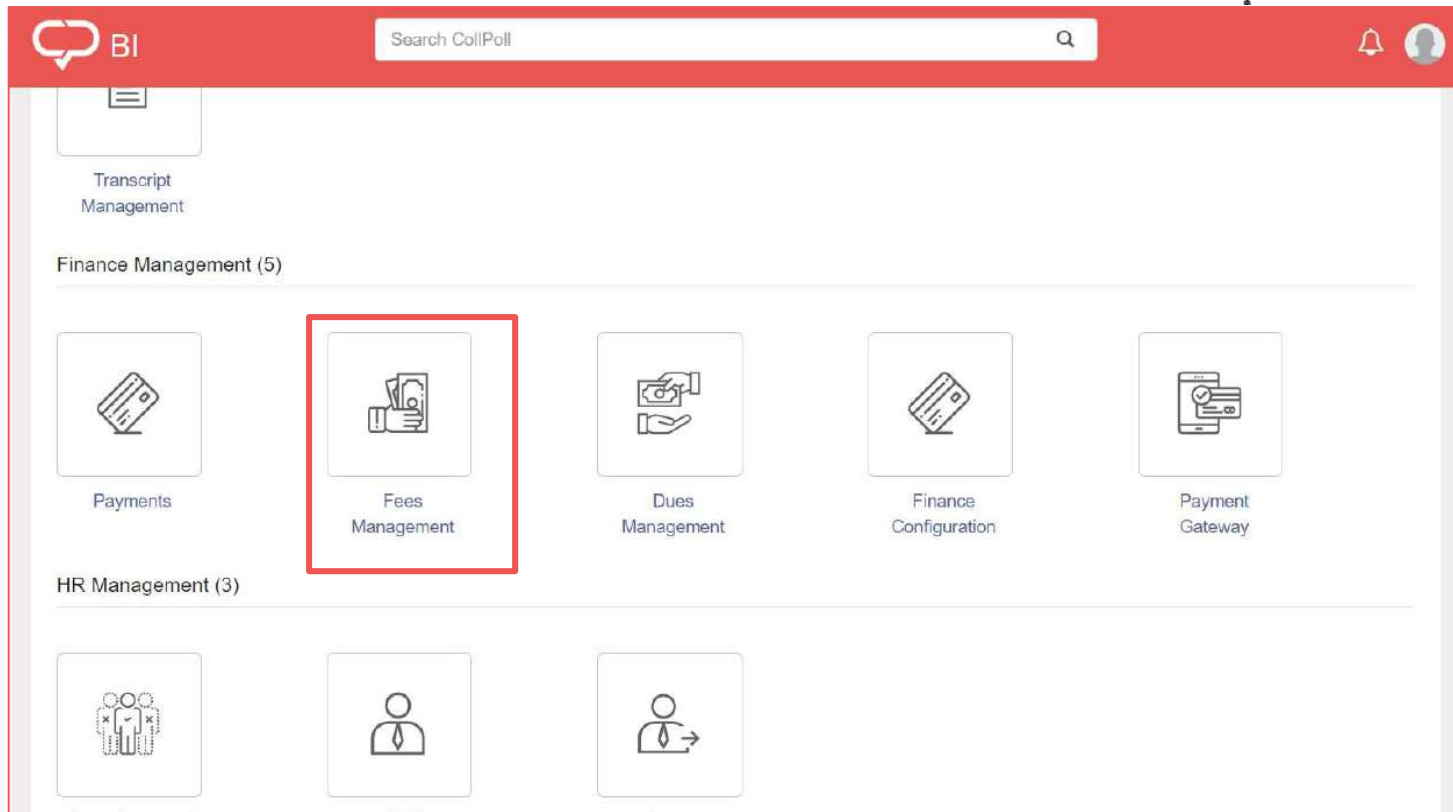 BI
Search CollPoll
Transcript
Management
Finance Management (5)
Payments
Fees
Management
Dues
Management
Finance
Configuration
Payment
Gateway
HR Management (3)